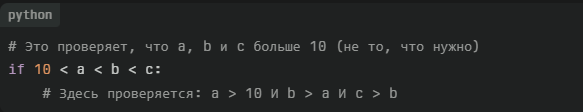 python
# Это проверяет, что a, b и c больше 10 (не то, что нужно)
if 10 < a < b < c:
# Здесь проверяется: a > 10 И b > a И c > b